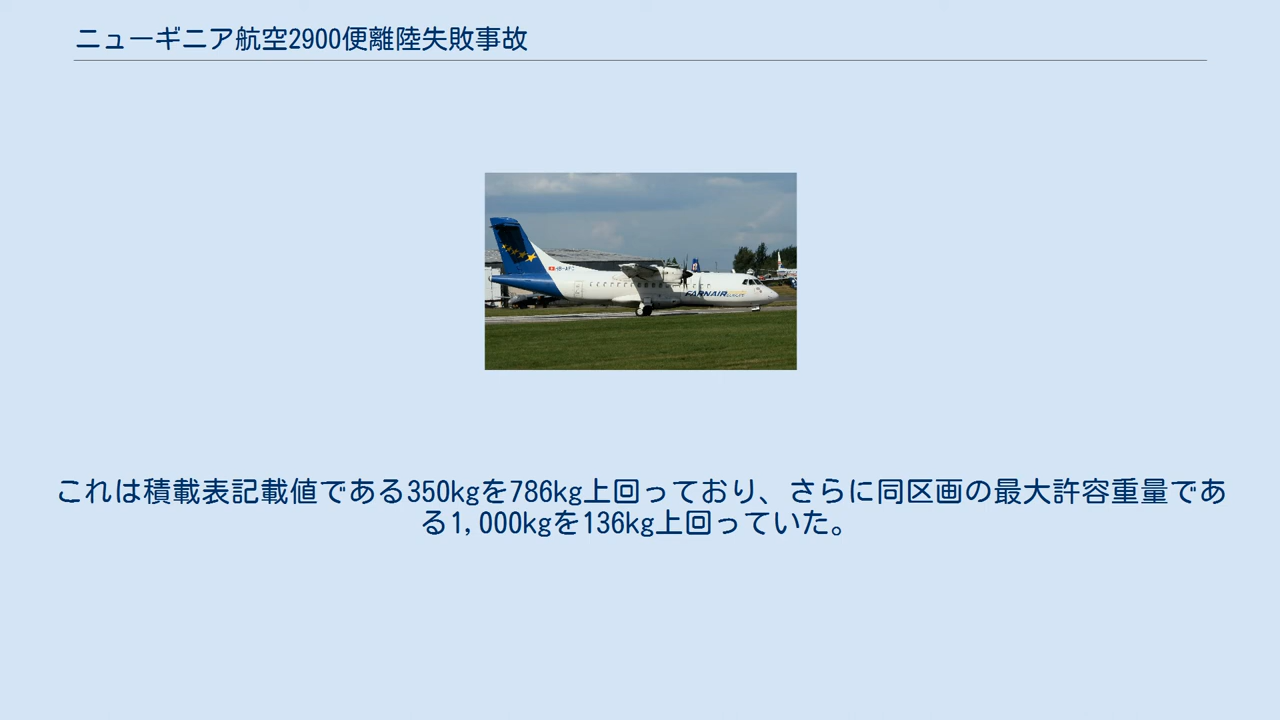 ニューギニア航空2900便離陸失敗事故
FARNAIR
これは積載表記載値である350kgを786kg上回っており、さらに同区画の最大許容重量であ
る1,000kgを136kg上回っていた。